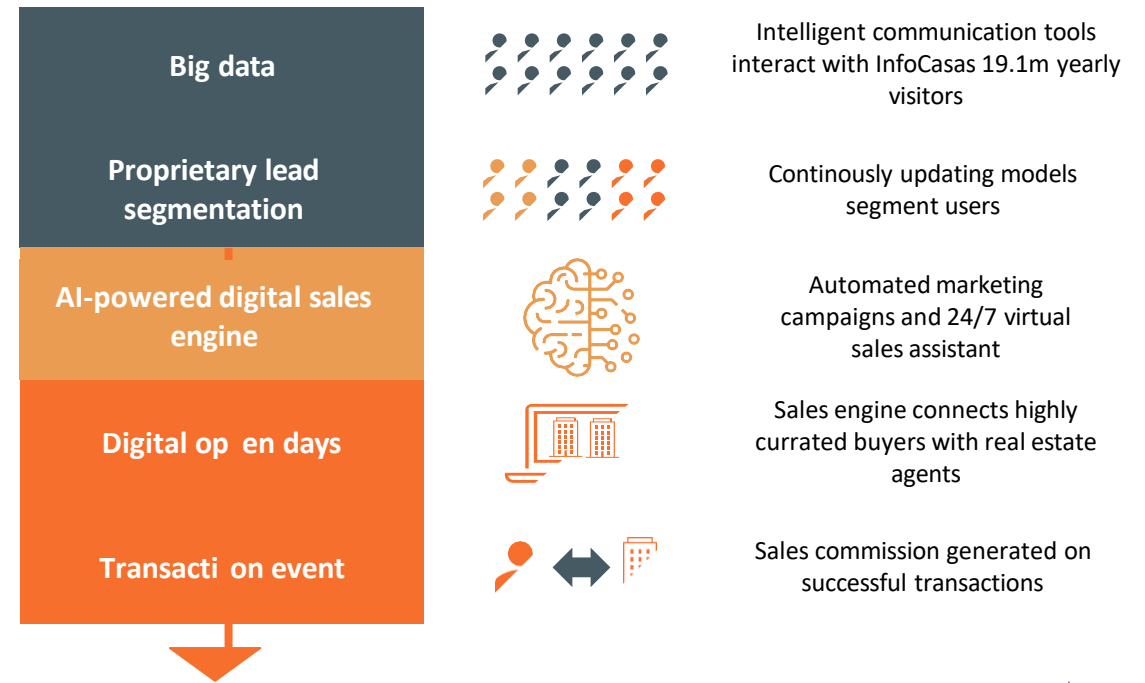 Big data
Intelligent communication tools
interact with InfoCasas 19.1m yearly
visitors
Proprietary lead
segmentation
Continously updating models
segment users
AI-powered digital sales
engine
Automated marketing
campaigns and 24/7 virtual
sales assistant
Digital op en days
Sales engine connects highly
currated buyers with real estate
agents
Transacti on event
Sales commission generated on
successful transactions